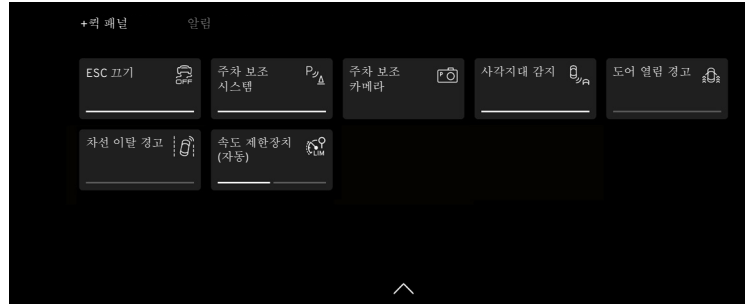 +퀵 패널
알림
ESC 끄기
OFF
주차 보조
시스템
P
주차 보조
카메라
P
사각지대 감지
도어 열림 경고
차선 이탈 경고
속도 제한장치
(자동)
LIM